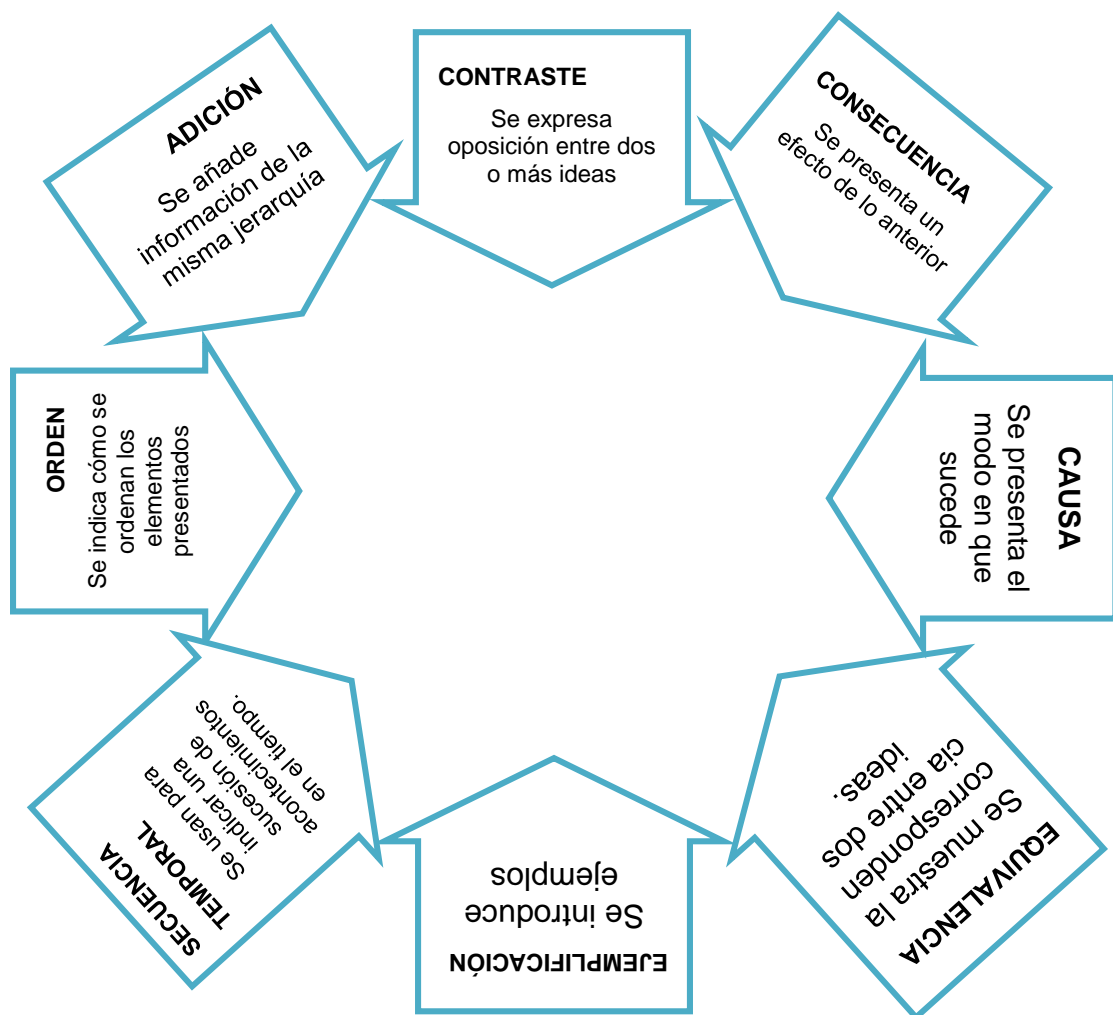 CONTRASTE
Se expresa
oposición entre dos
o más ideas
CONSECUENCIA
Se presenta un
efecto de lo anterior
CAUSA
Se presenta el
modo en que
sucede
EQUIVALENCIA
Se muestra la
corresponden
cia entre dos
ideas.
EJEMPLIFICACIÓN
Se introduce
ejemplos
SECUENCIA
TEMPORAL
Se usan para
indicar una
sucesión de
acontecimientos
en el tiempo.
ORDEN
Se indica cómo se
ordenan los
elementos
presentados
ADICIÓN
Se añade
información de la
misma jerarquía